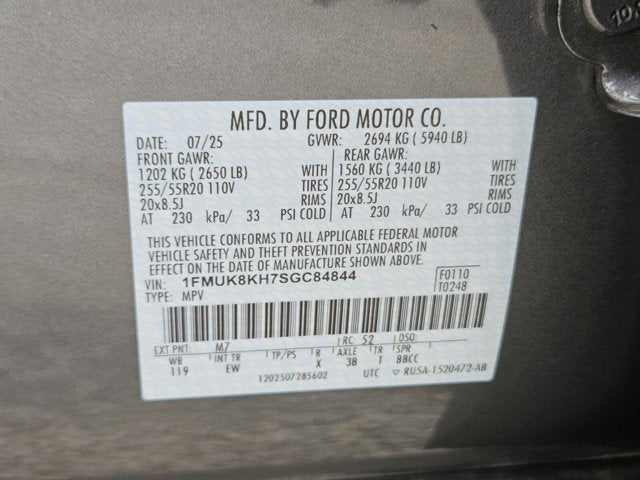 10.
MFD. BY FORD MOTOR CO.
DATE: 07/25 GVWR: 2694 KG ( 5940 LB)
FRONT GAWR: REAR GAWR:
1202 KG ( 2650 LB) WITH 1560 KG ( 3440 LB) WITH
255/55R20 110V TIRES 255/55R20 110V TIRES
20x8.5J RIMS 20x8.5J RIMS
AT 230 kPa/ 33 PSI COLD AT 230 kPa/ 33 PSI COLD
THIS VEHICLE CONFORMS TO ALL APPLICABLE FEDERAL MOTOR
VEHICLE SAFETY AND THEFT PREVENTION STANDARDS IN
EFFECT ON THE DATE OF MANUFACTURE SHOWN ABOVE.
VIN: 1FMUK8KH7SGC84844 F0110
TYPE: MPV T0248
EXT PNT: M7 RC: 52 DSO:
WB INT TR TP/PS R AXLE TR SPR
119 EW X 3B T BBCC
1202507285602 UTC ▽ RU5A-1520472-AB